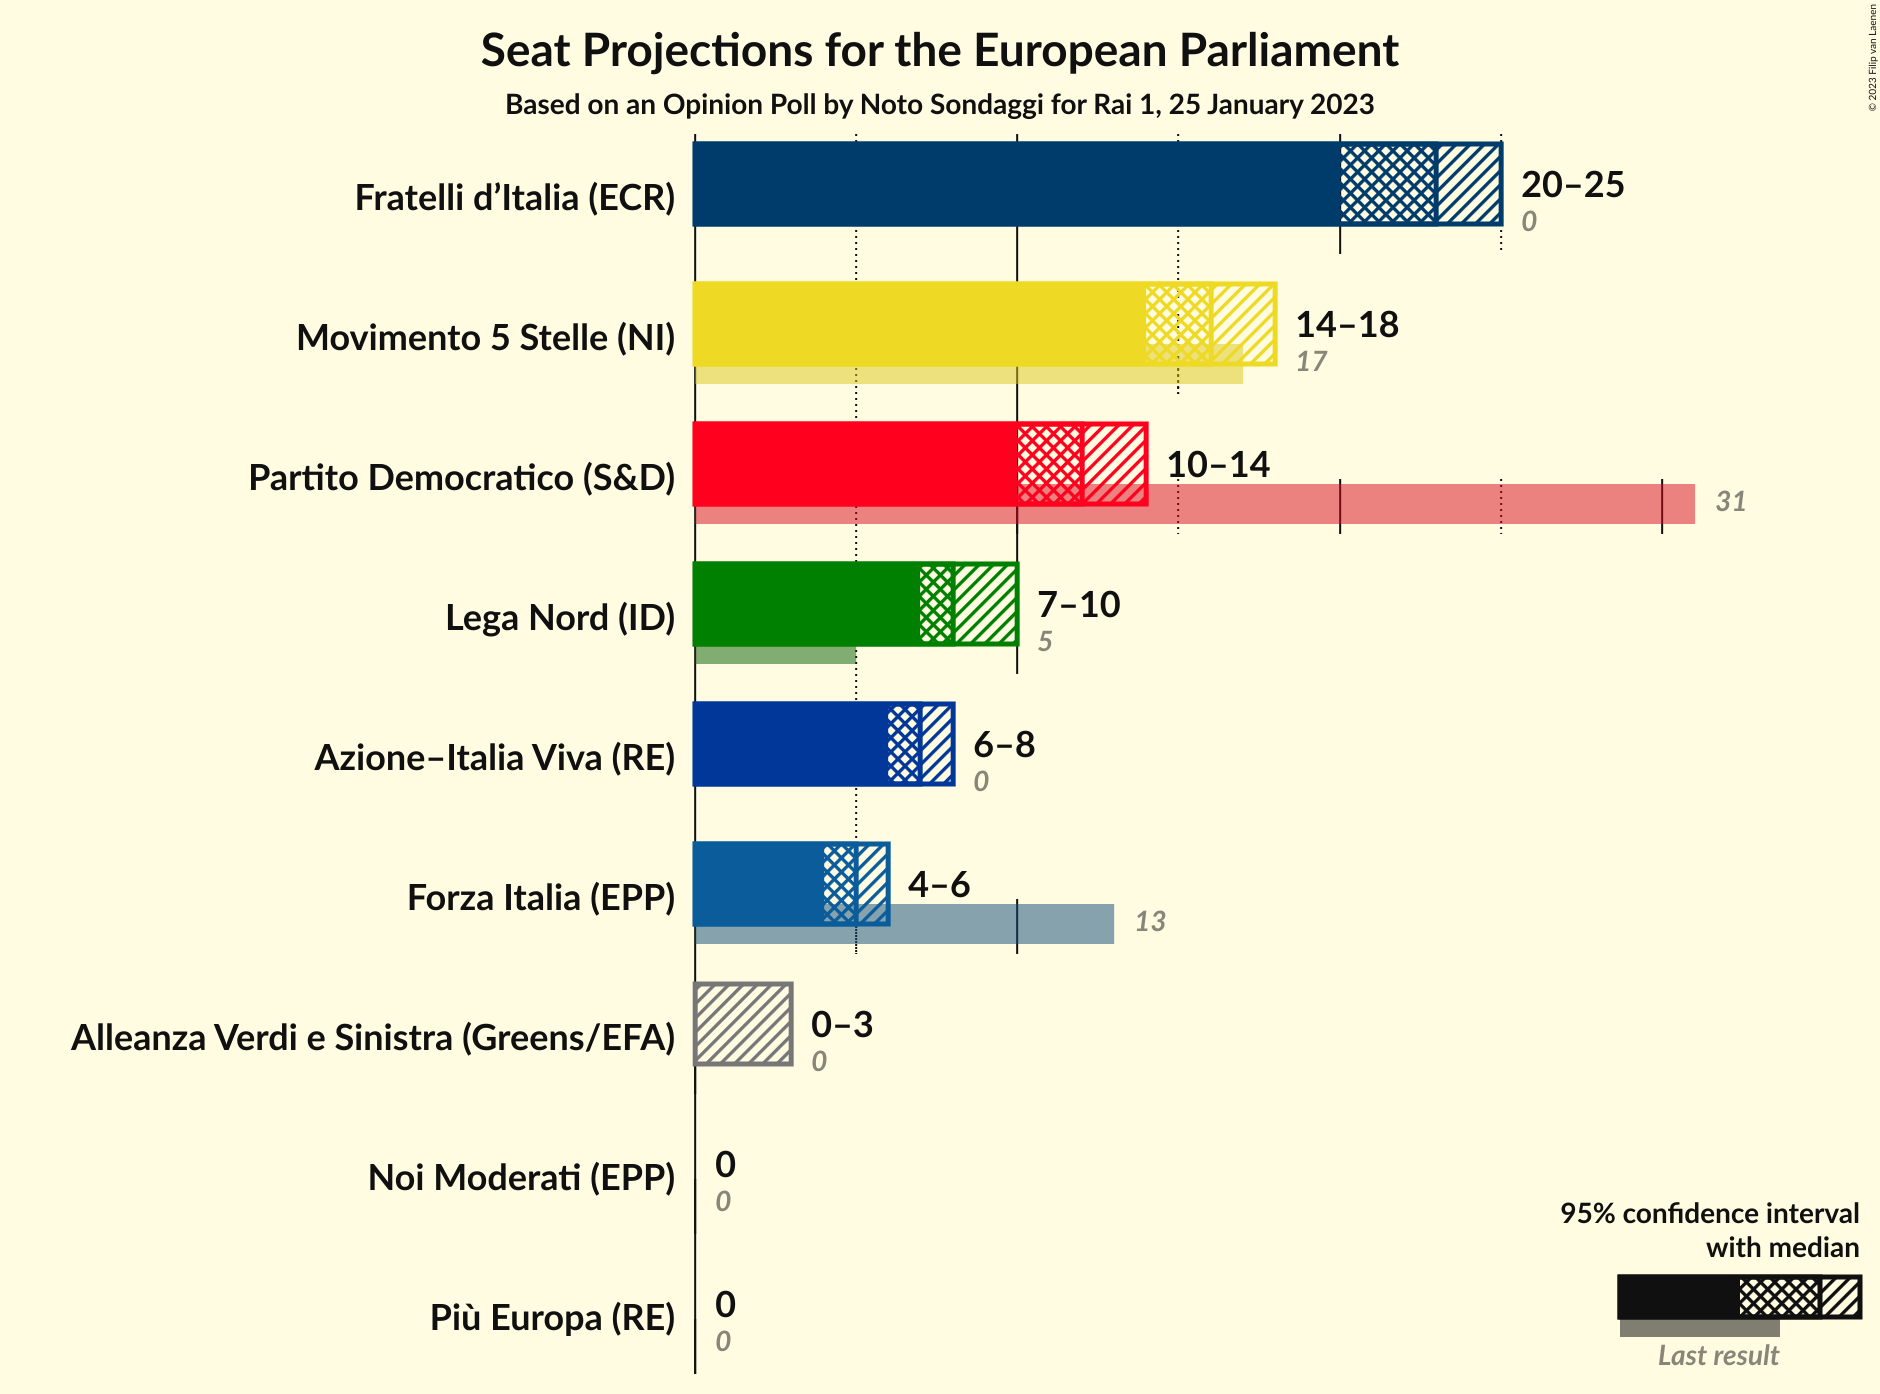 Seat Projections for the European Parliament
Based on an Opinion Poll by Noto Sondaggi for Rai 1, 25 January 2023
© 2023 Filip van Laenen
Fratelli d’Italia (ECR)
20–25
0
Movimento 5 Stelle (NI)
14–18
17
Partito Democratico (S&D)
10–14
31
Lega Nord (ID)
7–10
5
Azione–Italia Viva (RE)
6–8
0
Forza Italia (EPP)
4–6
13
Alleanza Verdi e Sinistra (Greens/EFA)
0–3
0
Noi Moderati (EPP)
0
0
Più Europa (RE)
0
0
95% confidence interval
with median
Last result